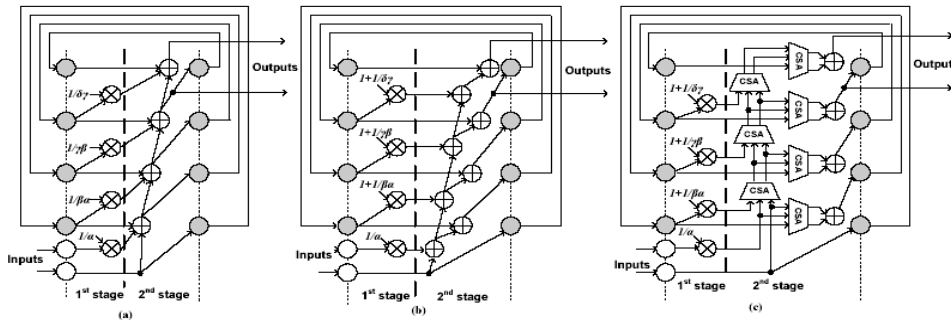 Outputs
1/δγ
1/γβ
1/βα
1/α
Inputs
1st stage
2nd stage
(a)
Outputs
1+1/δγ
1+1/γβ
1+1/βα
1/α
Inputs
1st stage
2nd stage
(b)
CSA
Outputs
CSA
1+1/δγ
CSA
CSA
1+1/γβ
CSA
CSA
1+1/βα
CSA
1/α
Inputs
1st stage
2nd stage
(c)